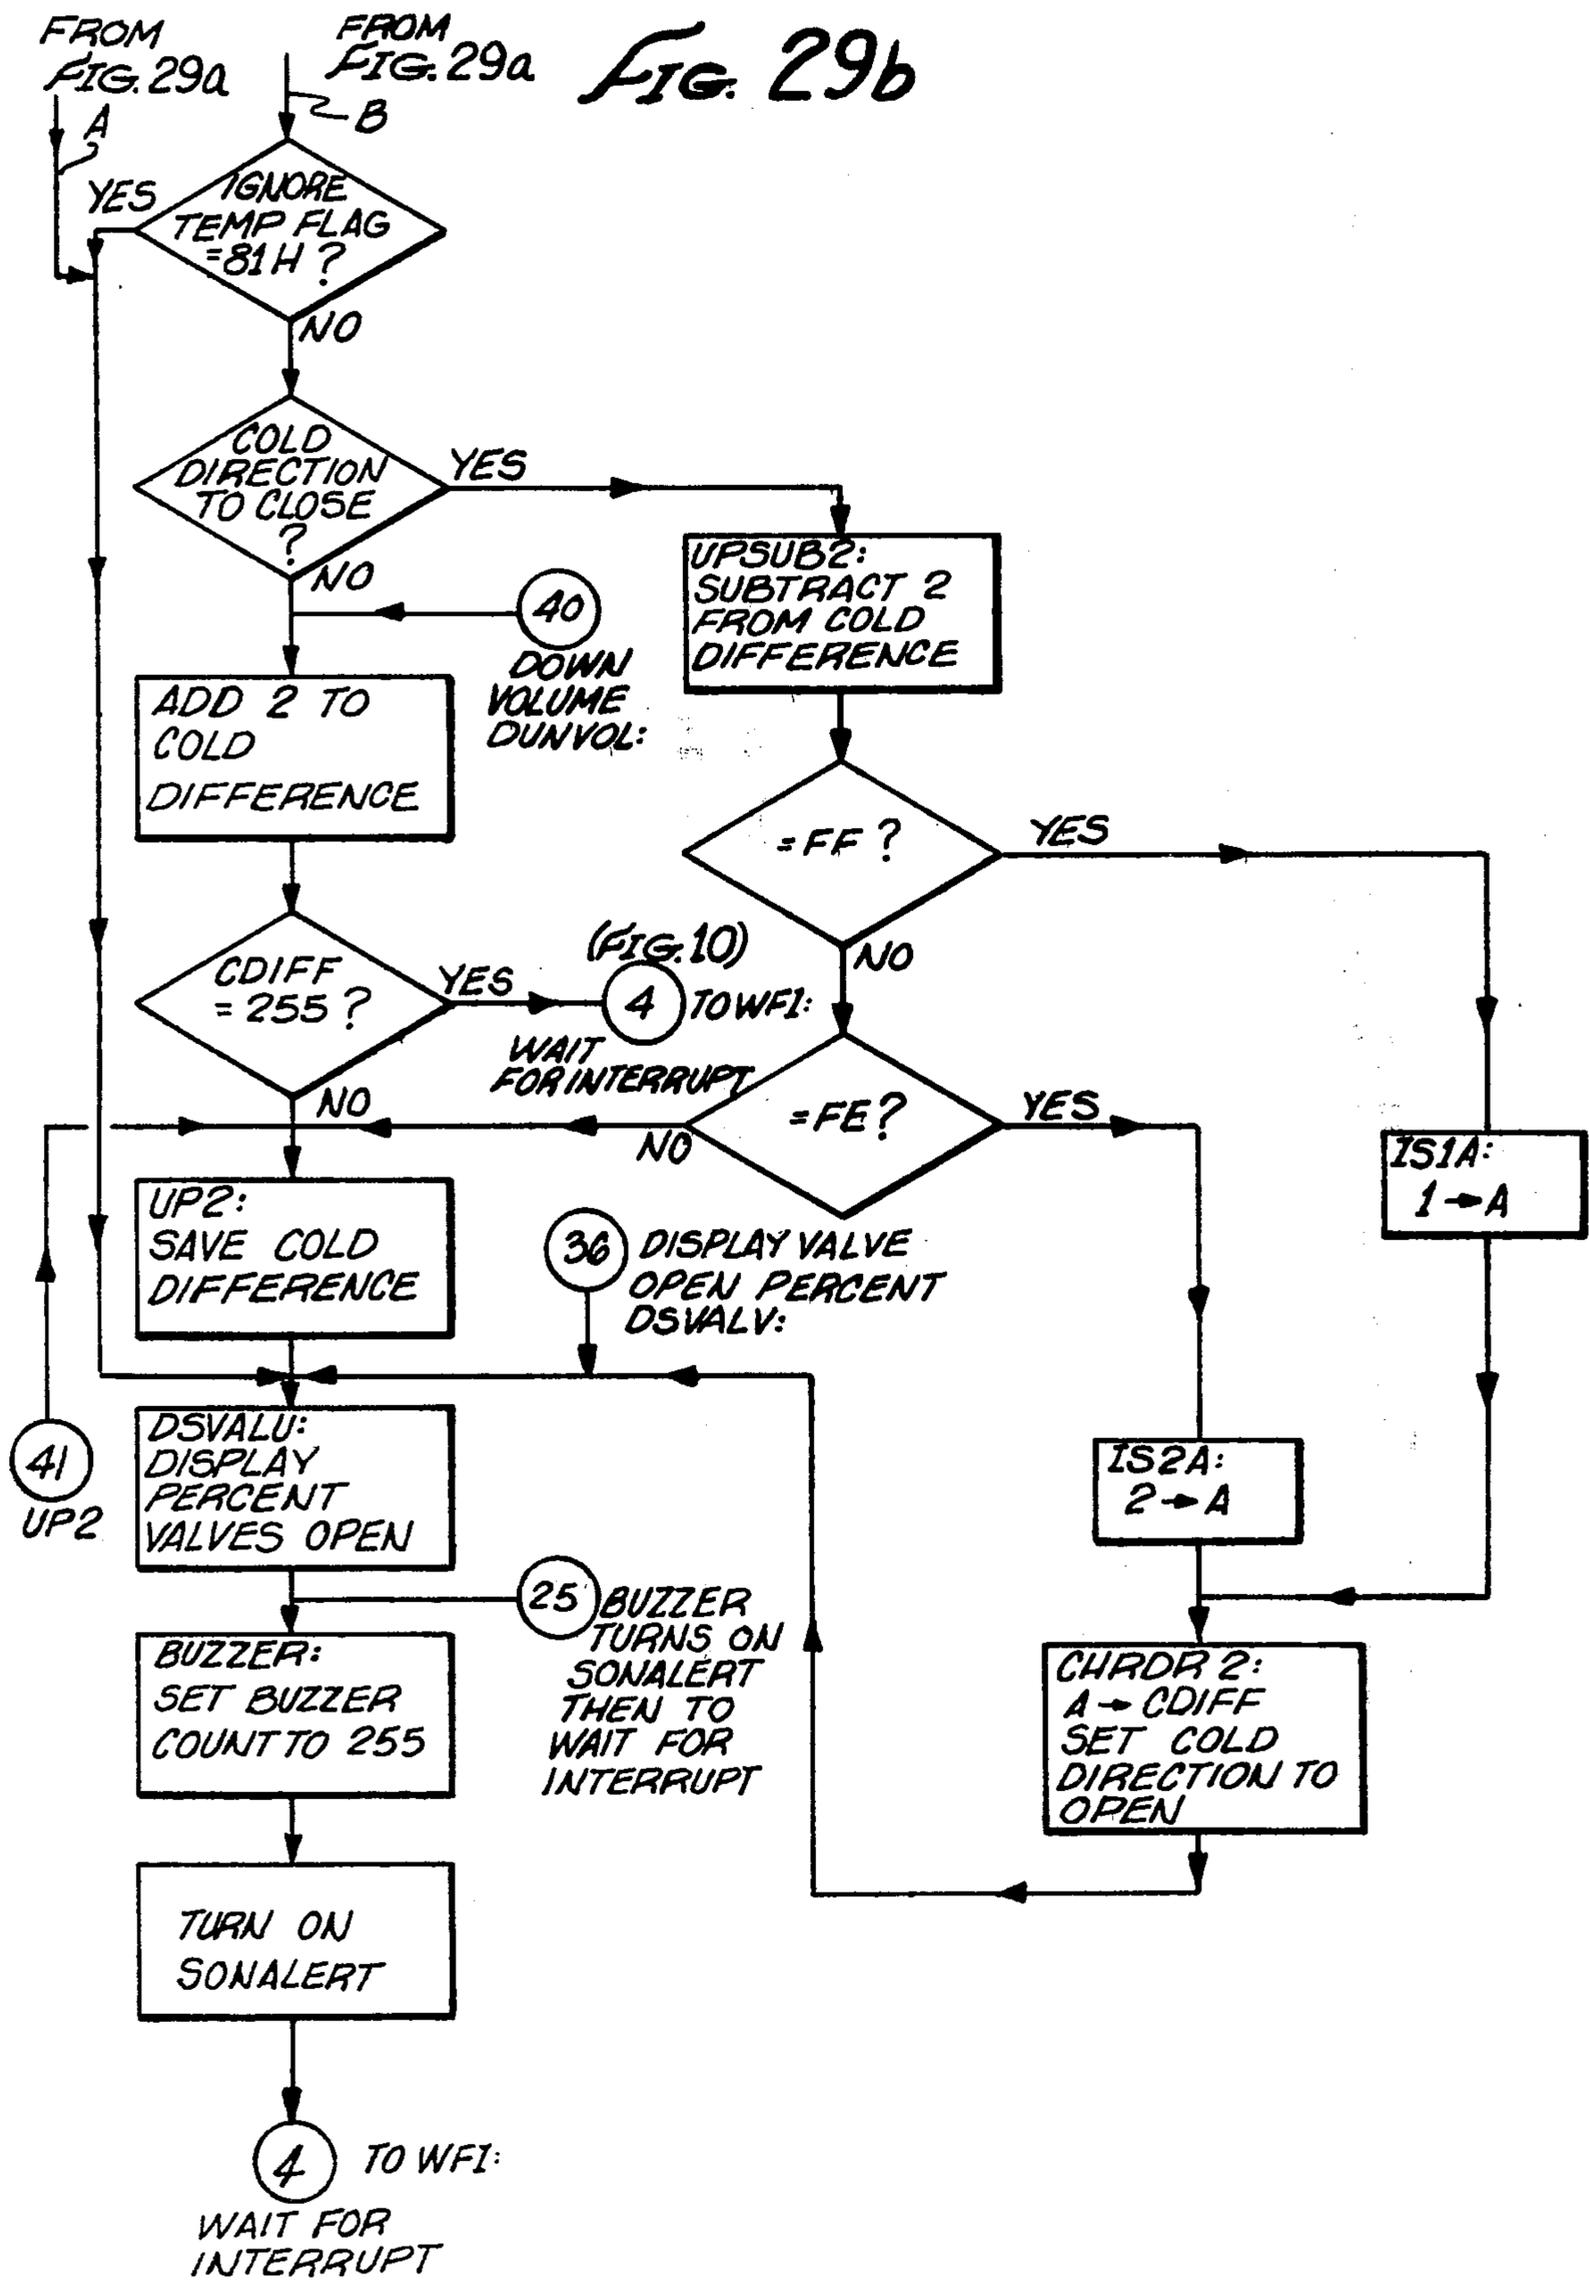 FROM
FIG. 29a
FROM
FIG. 29a
FIG. 29b
A
B
YES
IGNORE
TEMP FLAG
=81H ?
NO
COLD
DIRECTION
TO CLOSE
?
YES
NO
40
DOWN
VOLUME
DUNVOL:
UPSUB2:
SUBTRACT 2
FROM COLD
DIFFERENCE
ADD 2 TO
COLD
DIFFERENCE
=FF ?
YES
NO
CDIFF
= 255 ?
YES
(FIG. 10)
4
TO WFI:
WAIT
FOR INTERRUPT
NO
=FE?
YES
NO
IS1A:
1→A
UP2:
SAVE COLD
DIFFERENCE
36
DISPLAY VALVE
OPEN PERCENT
DSVALV:
41
UP2
DSVALU:
DISPLAY
PERCENT
VALVES OPEN
IS2A:
2→A
25
BUZZER
TURNS ON
SONALERT
THEN TO
WAIT FOR
INTERRUPT
BUZZER:
SET BUZZER
COUNT TO 255
CHRDR 2:
A→CDIFF
SET COLD
DIRECTION TO
OPEN
TURN ON
SONALERT
4
TO WFI:
WAIT FOR
INTERRUPT